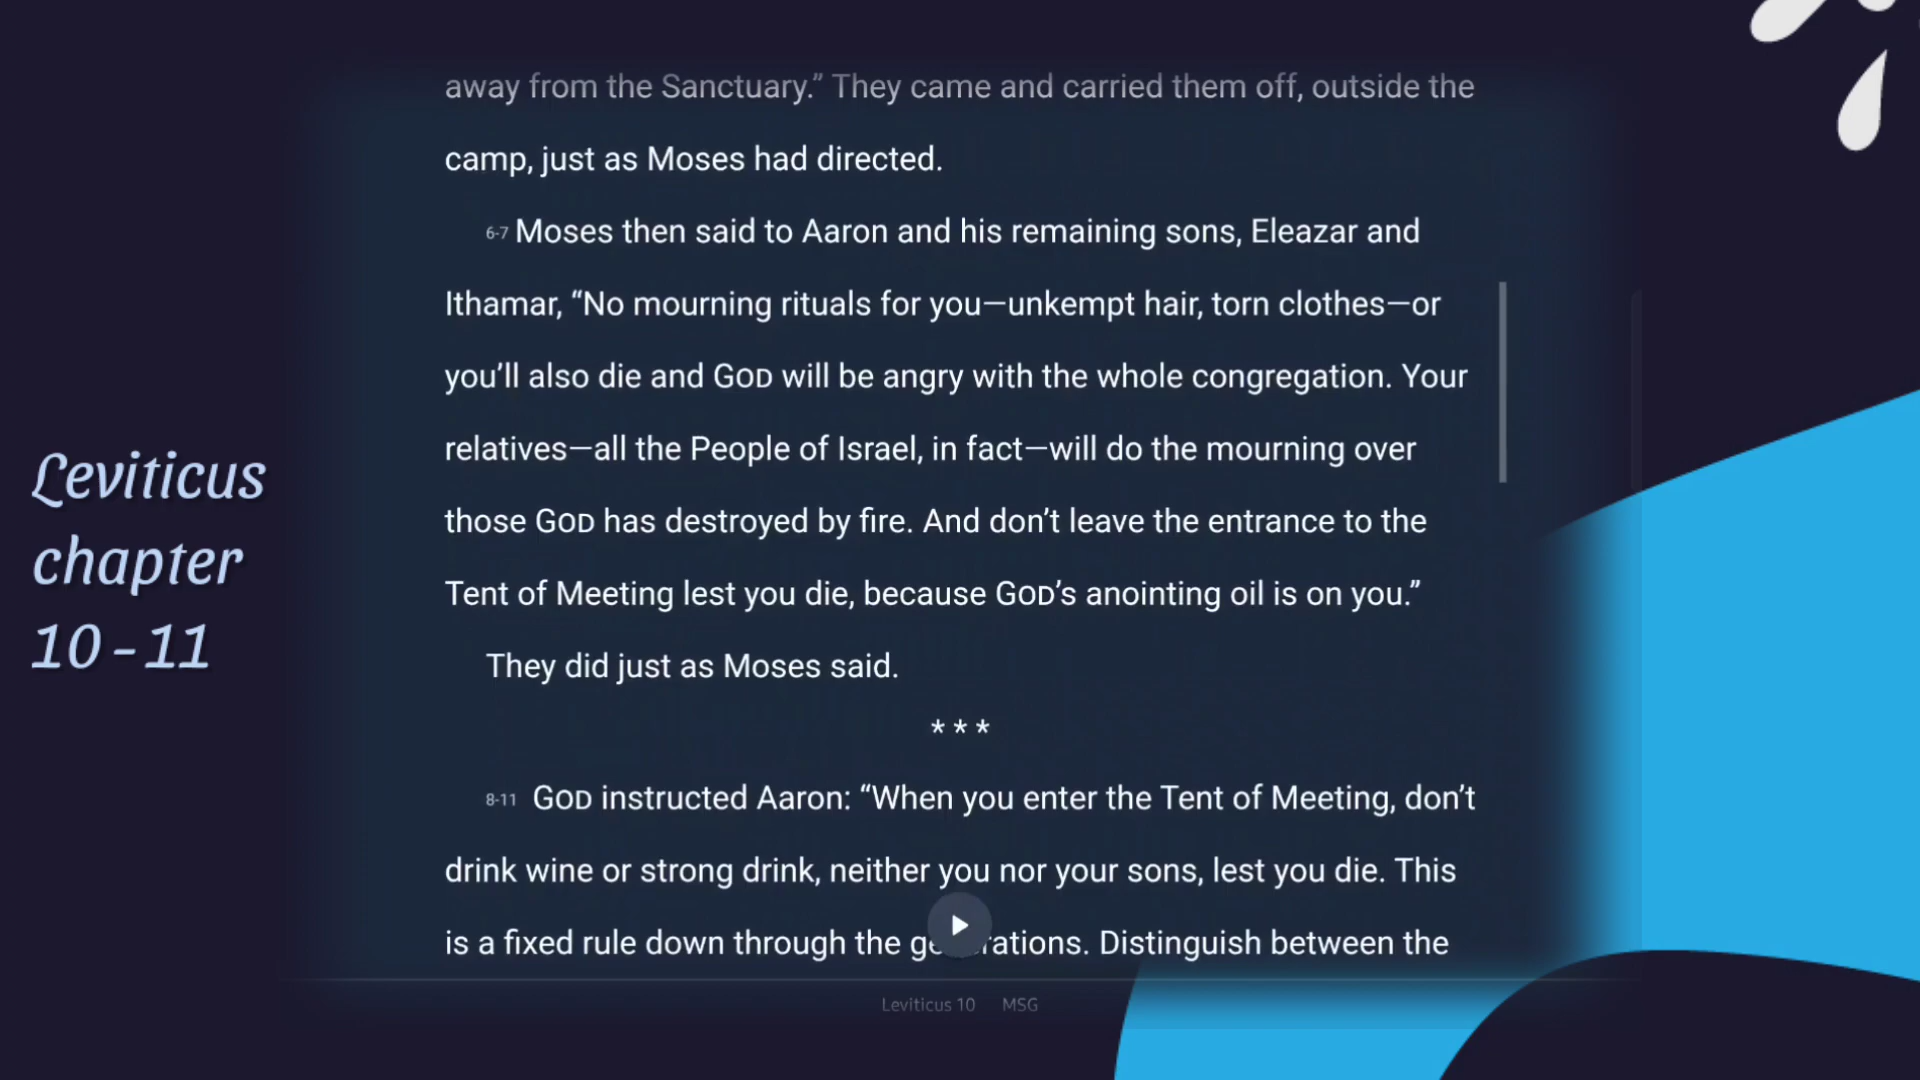 away from the Sanctuary.” They came and carried them off, outside the
camp, just as Moses had directed.
6-7 Moses then said to Aaron and his remaining sons, Eleazar and
Ithamar, “No mourning rituals for you—unkempt hair, torn clothes—or
you’ll also die and GOD will be angry with the whole congregation. Your
relatives—all the People of Israel, in fact—will do the mourning over
those GOD has destroyed by fire. And don’t leave the entrance to the
Tent of Meeting lest you die, because GOD’s anointing oil is on you.”
They did just as Moses said.
* * *
8-11 GOD instructed Aaron: “When you enter the Tent of Meeting, don’t
drink wine or strong drink, neither you nor your sons, lest you die. This
is a fixed rule down through the Distinguish between the
Leviticus 10 MSG
Leviticus
chapter
10-11